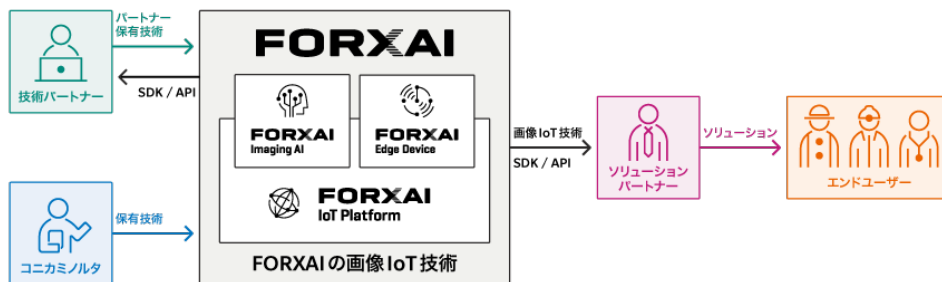 パートナー
保有技術
技術パートナー
SDK / API
コニカミノルタ
保有技術
FORXAI
FORXAI
Imaging AI
FORXAI
Edge Device
FORXAI
IoT Platform
FORXAIの画像IoT技術
画像IoT技術
SDK / API
ソリューション
パートナー
ソリューション
エンドユーザー